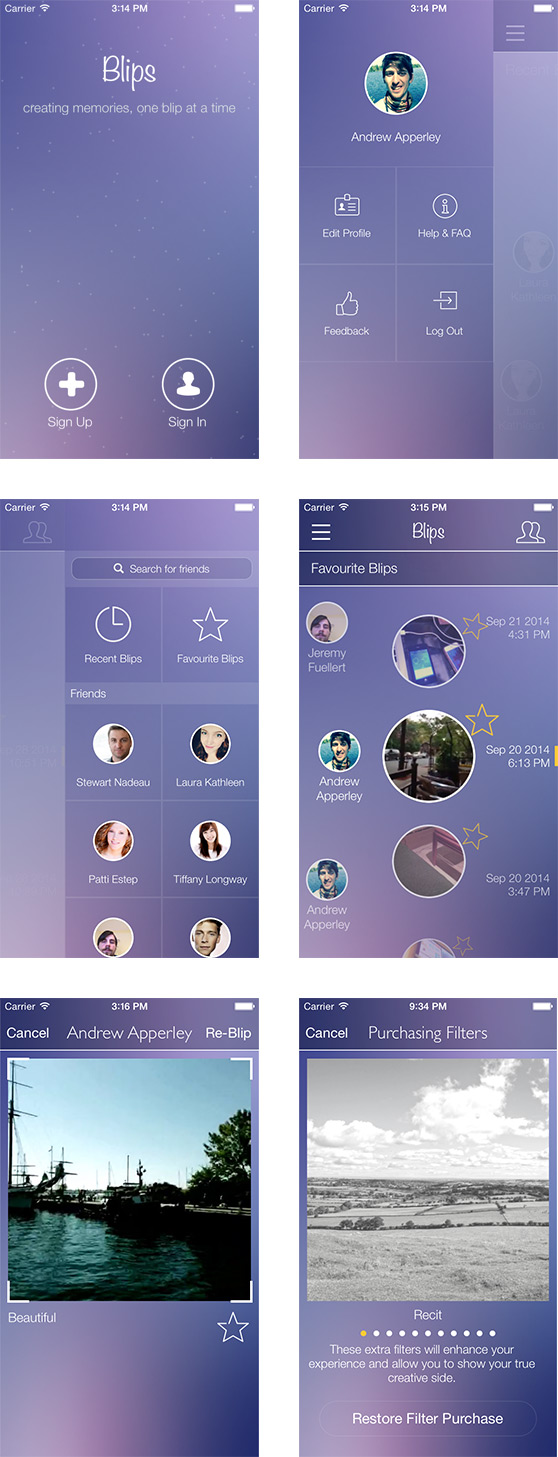 Carrier 3:14 PM
Blips
creating memories, one blip at a time
Sign Up
Sign In
Carrier 3:14 PM
Andrew Apperley
Edit Profile
Help & FAQ
Feedback
Log Out
Carrier 3:14 PM
Search for friends
Recent Blips
Favourite Blips
Friends
Stewart Nadeau
Laura Kathleen
Patti Estep
Tiffany Longway
Carrier 3:15 PM
Blips
Favourite Blips
Jeremy
Fuellert
Sep 21 2014
4:31 PM
Andrew
Apperley
Sep 20 2014
6:13 PM
Andrew
Apperley
Sep 20 2014
3:47 PM
Carrier 3:16 PM
Cancel Andrew Apperley Re-Blip
Beautiful
Carrier 9:34 PM
Cancel Purchasing Filters
Recit
These extra filters will enhance your
experience and allow you to show your true
creative side.
Restore Filter Purchase